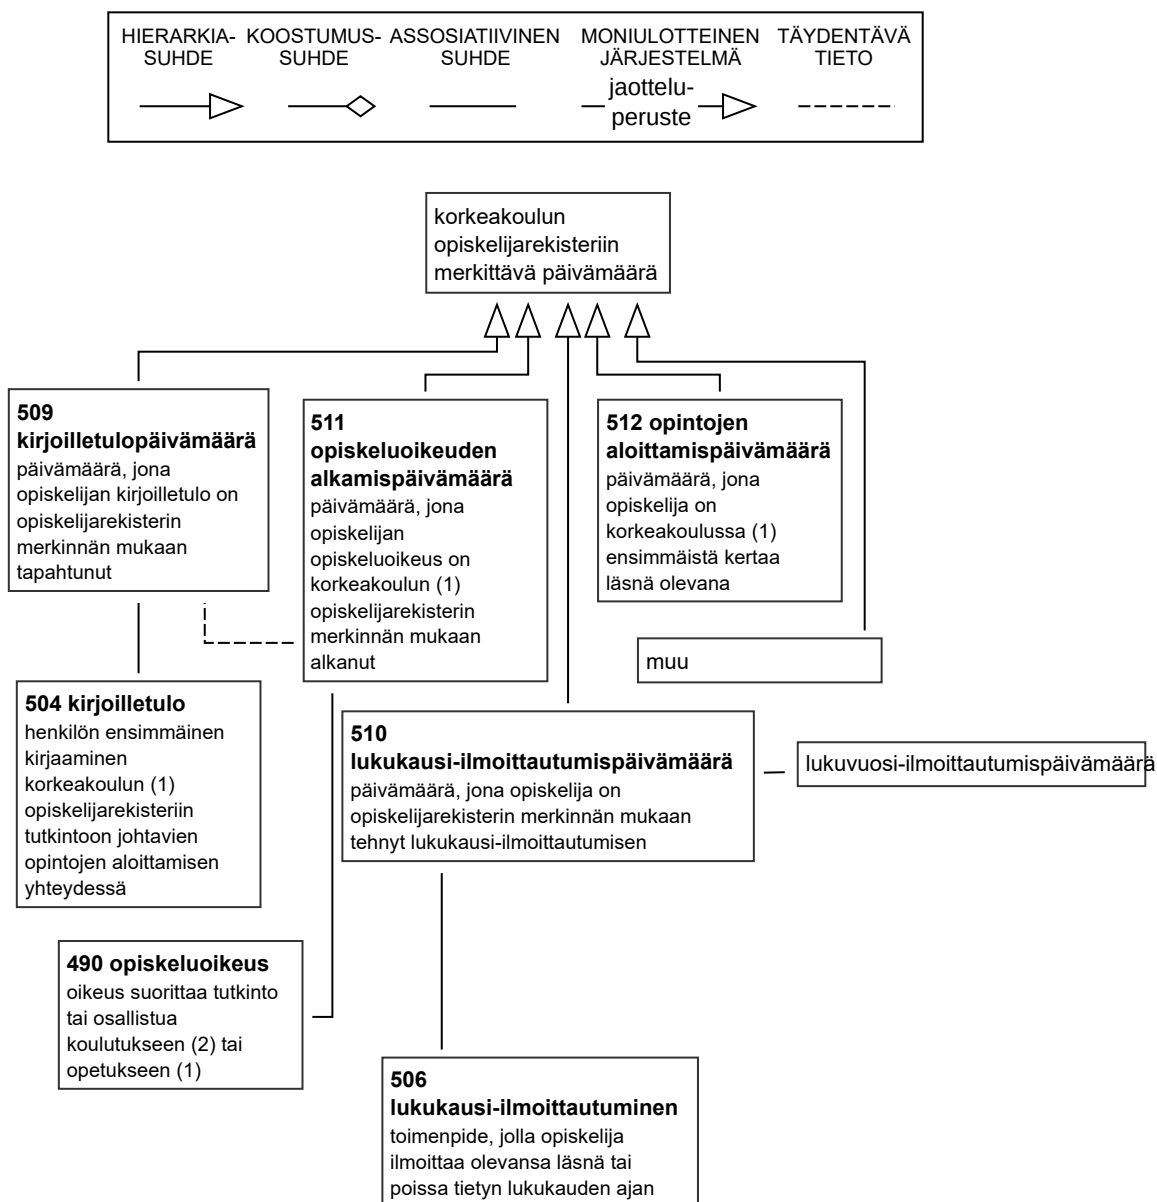 HIERARKIA-
SUHDE
KOOSTUMUS-
SUHDE
ASSOSIATIIVINEN
SUHDE
MONIULOTTEINEN
JÄRJESTELMÄ
jaottelu-
peruste
TÄYDENTÄVÄ
TIETO
korkeakoulun
opiskelijarekisteriin
merkittävä päivämäärä
509
kirjoilletulopäivämäärä
päivämäärä, jona
opiskelijan kirjoilletulo on
opiskelijarekisterin
merkinnän mukaan
tapahtunut
511
opiskeluoikeuden
alkamispäivämäärä
päivämäärä, jona
opiskelijan
opiskeluoikeus on
korkeakoulun (1)
opiskelijarekisterin
merkinnän mukaan
alkanut
512 opintojen
aloittamispäivämäärä
päivämäärä, jona
opiskelija on
korkeakoulussa (1)
ensimmäistä kertaa
läsnä olevana
muu
504 kirjoilletulo
henkilön ensimmäinen
kirjaaminen
korkeakoulun (1)
opiskelijarekisteriin
tutkintoon johtavien
opintojen aloittamisen
yhteydessä
510
lukukausi-ilmoittautumispäivämäärä
päivämäärä, jona opiskelija on
opiskelijarekisterin merkinnän mukaan
tehnyt lukukausi-ilmoittautumisen
lukuvuosi-ilmoittautumispäivämäärä
490 opiskeluoikeus
oikeus suorittaa tutkinto
tai osallistua
koulutukseen (2) tai
opetukseen (1)
506
lukukausi-ilmoittautuminen
toimenpide, jolla opiskelija
ilmoittaa olevansa läsnä tai
poissa tietyn lukukauden ajan